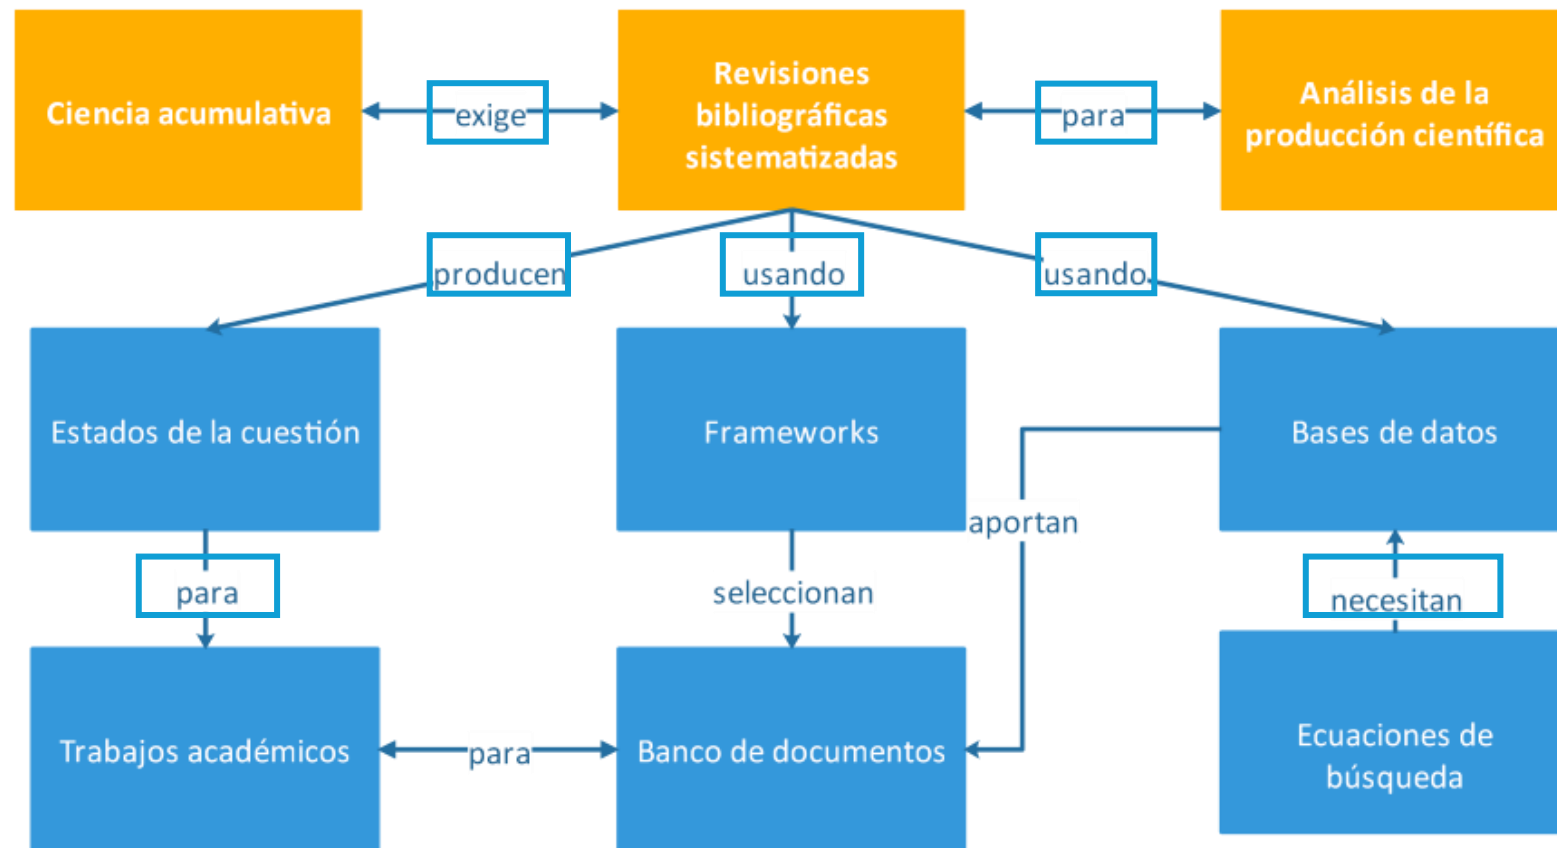 Ciencia acumulativa
exige
Revisiones
bibliográficas
sistematizadas
para
Análisis de la
producción científica
producen
usando
usando
Estados de la cuestión
Frameworks
Bases de datos
aportan
para
seleccionan
necesitan
Trabajos académicos
para
Banco de documentos
Ecuaciones de
búsqueda